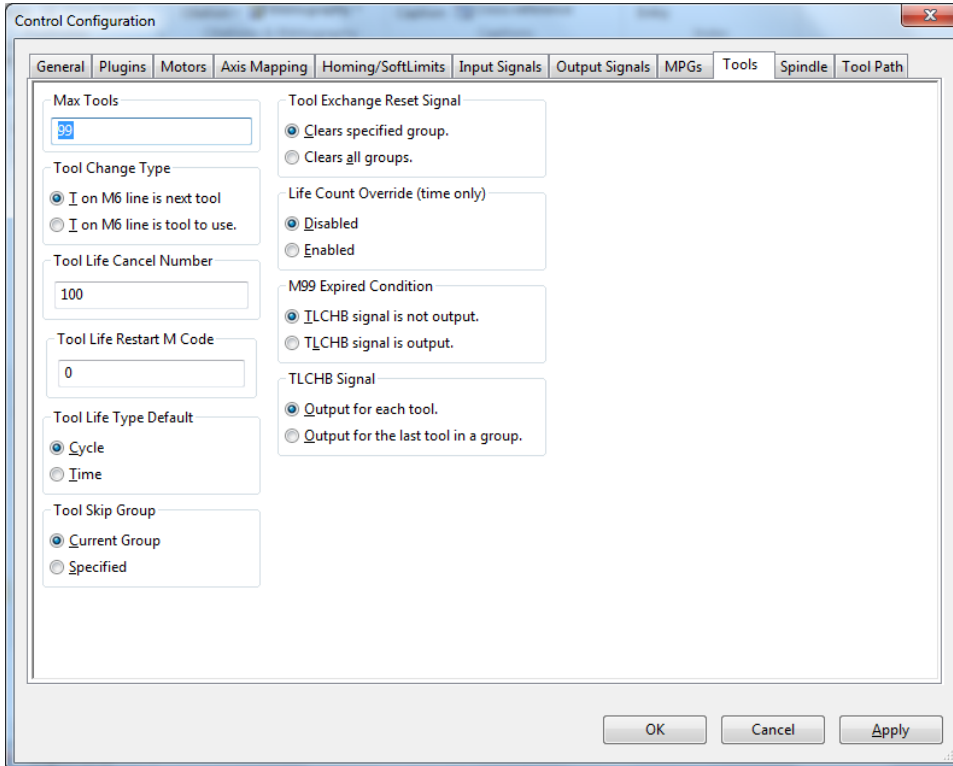 Control Configuration
General Plugins Motors Axis Mapping Homing/SoftLimits Input Signals Output Signals MPGs Tools Spindle Tool Path
Max Tools
99
Tool Change Type
T on M6 line is next tool
T on M6 line is tool to use.
Tool Life Cancel Number
100
Tool Life Restart M Code
0
Tool Life Type Default
Cycle
Time
Tool Skip Group
Current Group
Specified
Tool Exchange Reset Signal
Clears specified group.
Clears all groups.
Life Count Override (time only)
Disabled
Enabled
M99 Expired Condition
TLCHB signal is not output.
TLCHB signal is output.
TLCHB Signal
Output for each tool.
Output for the last tool in a group.
OK Cancel Apply